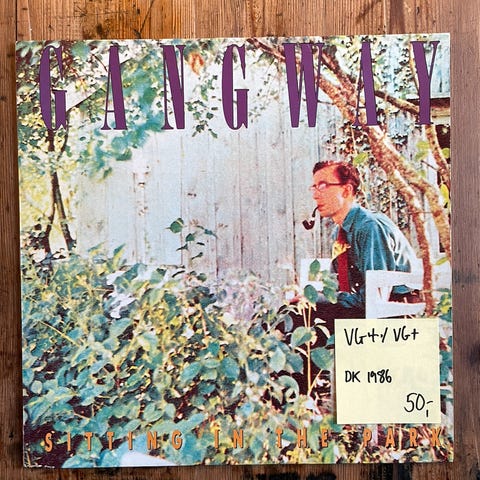 GANGWAY
VG+/VG+
DK 1986
50,-
SITTING IN THE PARK